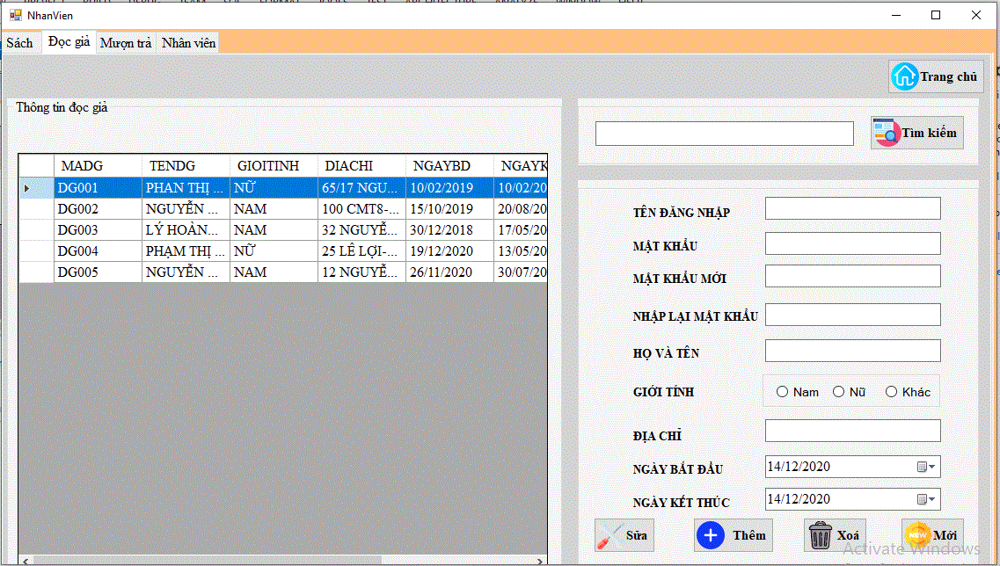 NhanVien
Sách Đọc giả Mượn trả Nhân viên
Trang chủ
Thông tin đọc giả
Tìm kiếm
MADG TENDG GIOITINH DIACHI NGAYBD NGAYK
DG001 PHAN THỊ ... NỮ 65/17 NGU... 10/02/2019 10/02/20
DG002 NGUYỄN ... NAM 100 CMT8-... 15/10/2019 20/08/20
DG003 LÝ HOÀN... NAM 32 NGUYỄ... 30/12/2018 17/05/20
DG004 PHẠM THỊ ... NỮ 25 LÊ LỢI-... 19/12/2020 13/05/20
DG005 NGUYỄN ... NAM 12 NGUYỄ... 26/11/2020 30/07/20
TÊN ĐĂNG NHẬP
MẬT KHẨU
MẬT KHẨU MỚI
NHẬP LẠI MẬT KHẨU
HỌ VÀ TÊN
GIỚI TÍNH Nam Nữ Khác
ĐỊA CHỈ
NGÀY BẮT ĐẦU 14/12/2020
NGÀY KẾT THÚC 14/12/2020
Sửa Thêm Xoá NEW Mới
Activate Windows